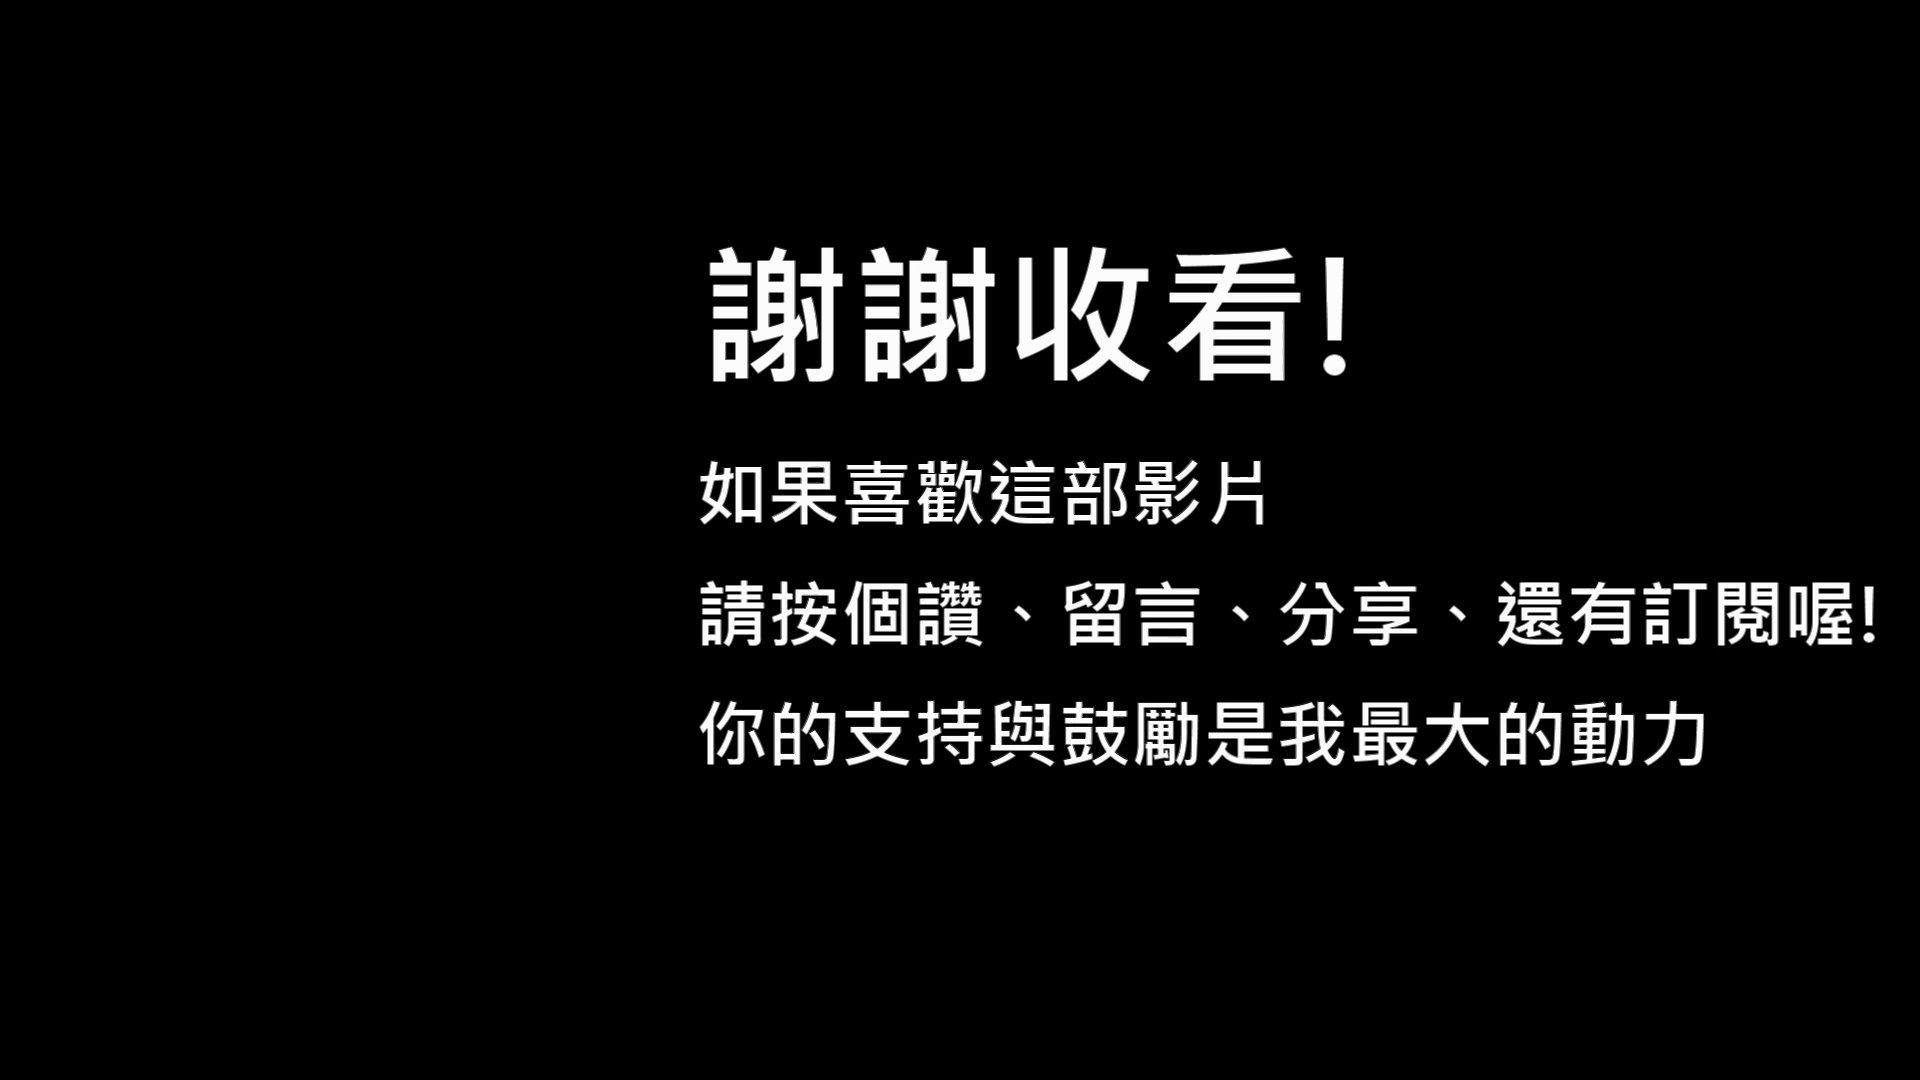 謝謝收看!
如果喜歡這部影片
請按個讚、留言、分享、還有訂閱喔!
你的支持與鼓勵是我最大的動力